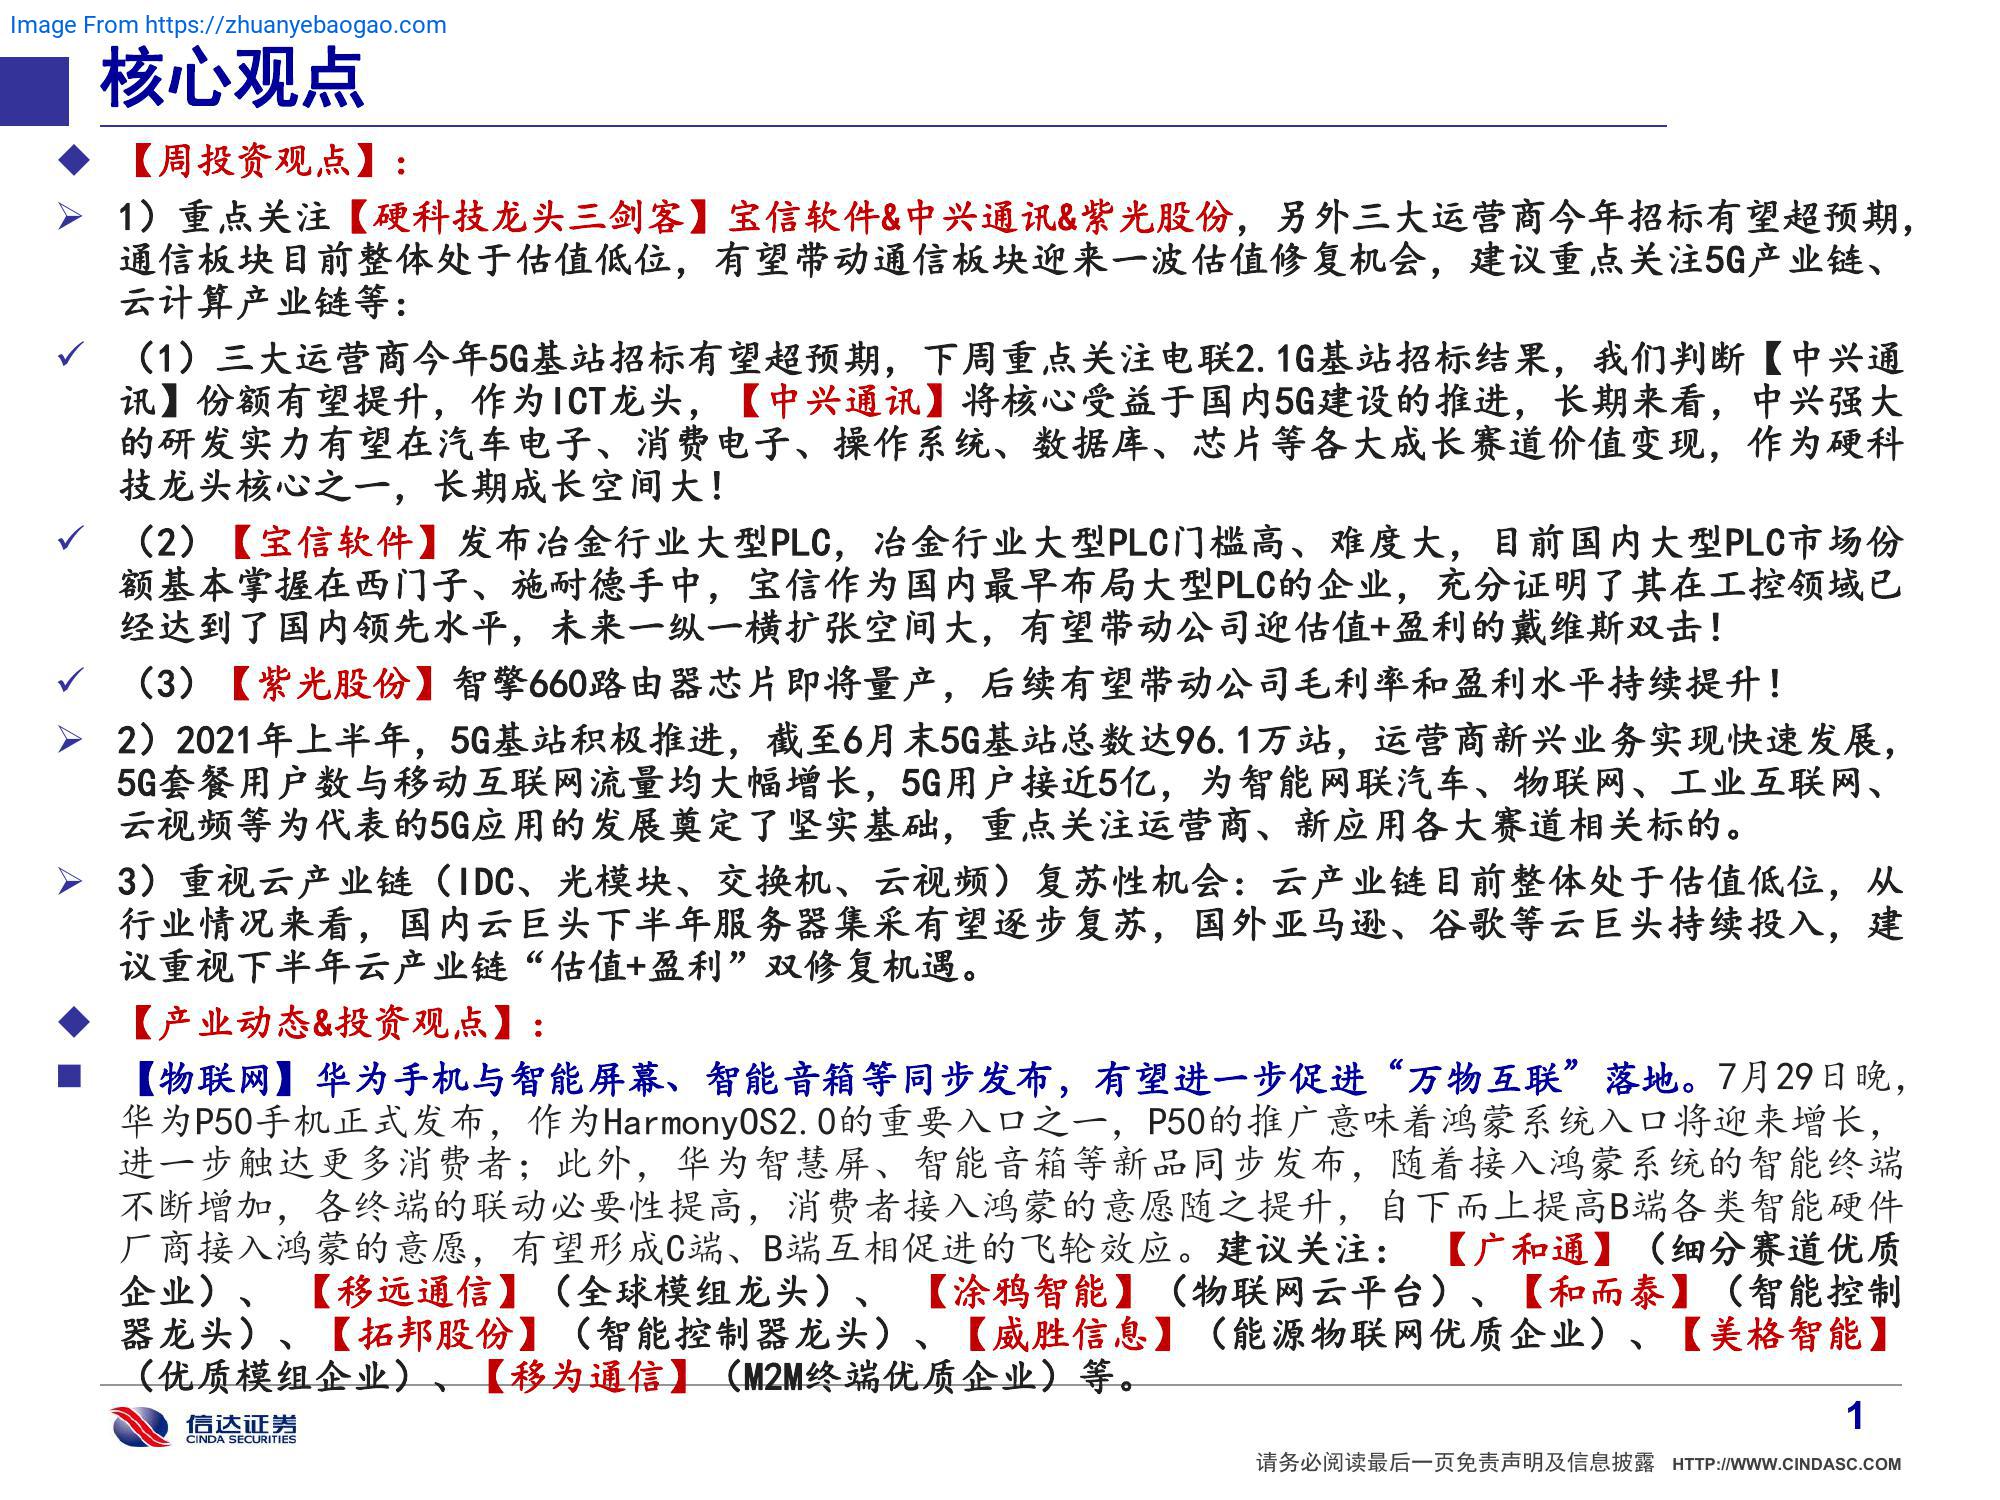 Image From https://zhuanyebaogao.com
核心观点
◆ 【周投资观点】:
➢ 1）重点关注【硬科技龙头三剑客】宝信软件&中兴通讯&紫光股份，另外三大运营商今年招标有望超预期，
通信板块目前整体处于估值低位，有望带动通信板块迎来一波估值修复机会，建议重点关注5G产业链、
云计算产业链等：
✓ （1）三大运营商今年5G基站招标有望超预期，下周重点关注电联2.1G基站招标结果，我们判断【中兴通
讯】份额有望提升，作为ICT龙头，【中兴通讯】将核心受益于国内5G建设的推进，长期来看，中兴强大
的研发实力有望在汽车电子、消费电子、操作系统、数据库、芯片等各大成长赛道价值变现，作为硬科
技龙头核心之一，长期成长空间大！
✓ （2）【宝信软件】发布冶金行业大型PLC，冶金行业大型PLC门槛高、难度大，目前国内大型PLC市场份
额基本掌握在西门子、施耐德手中，宝信作为国内最早布局大型PLC的企业，充分证明了其在工控领域已
经达到了国内领先水平，未来一纵一横扩张空间大，有望带动公司迎估值+盈利的戴维斯双击！
✓ （3）【紫光股份】智擎660路由器芯片即将量产，后续有望带动公司毛利率和盈利水平持续提升！
➢ 2）2021年上半年，5G基站积极推进，截至6月末5G基站总数达96.1万站，运营商新兴业务实现快速发展，
5G套餐用户数与移动互联网流量均大幅增长，5G用户接近5亿，为智能网联汽车、物联网、工业互联网、
云视频等为代表的5G应用的发展奠定了坚实基础，重点关注运营商、新应用各大赛道相关标的。
➢ 3）重视云产业链（IDC、光模块、交换机、云视频）复苏性机会：云产业链目前整体处于估值低位，从
行业情况来看，国内云巨头下半年服务器集采有望逐步复苏，国外亚马逊、谷歌等云巨头持续投入，建
议重视下半年云产业链“估值+盈利”双修复机遇。
◆ 【产业动态&投资观点】：
■ 【物联网】华为手机与智能屏幕、智能音箱等同步发布，有望进一步促进“万物互联”落地。7月29日晚，
华为P50手机正式发布，作为HarmonyOS2.0的重要入口之一，P50的推广意味着鸿蒙系统入口将迎来增长，
进一步触达更多消费者；此外，华为智慧屏、智能音箱等新品同步发布，随着接入鸿蒙系统的智能终端
不断增加，各终端的联动必要性提高，消费者接入鸿蒙的意愿随之提升，自下而上提高B端各类智能硬件
厂商接入鸿蒙的意愿，有望形成C端、B端互相促进的飞轮效应。建议关注： 【广和通】（细分赛道优质
企业）、 【移远通信】（全球模组龙头）、 【涂鸦智能】（物联网云平台）、【和而泰】（智能控制
器龙头）、【拓邦股份】（智能控制器龙头）、【威胜信息】（能源物联网优质企业）、【美格智能】
（优质模组企业）、【移为通信】（M2M终端优质企业）等。
信达证券
CINDA SECURITIES
1
请务必阅读最后一页免责声明及信息披露 HTTP://WWW.CINDASC.COM